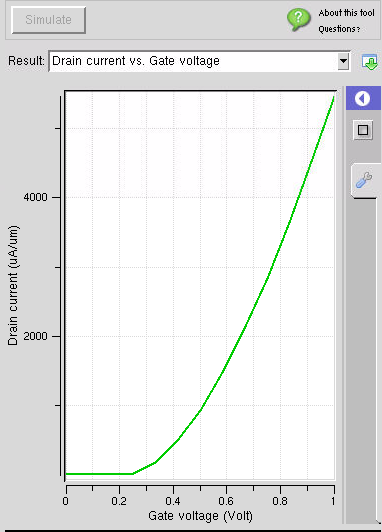 Simulate
About this tool
Questions?
Result: Drain current vs. Gate voltage
Drain current (uA/um)
4000
2000
0 0.2 0.4 0.6 0.8 1
Gate voltage (Volt)